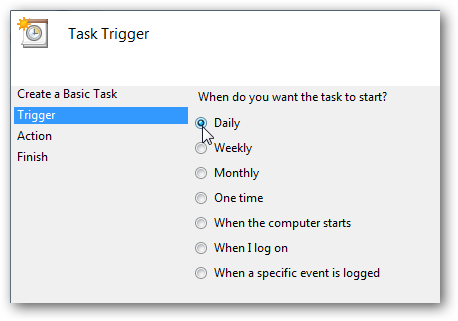 Task Trigger
Create a Basic Task
Trigger
Action
Finish
When do you want the task to start?
Daily
Weekly
Monthly
One time
When the computer starts
When I log on
When a specific event is logged